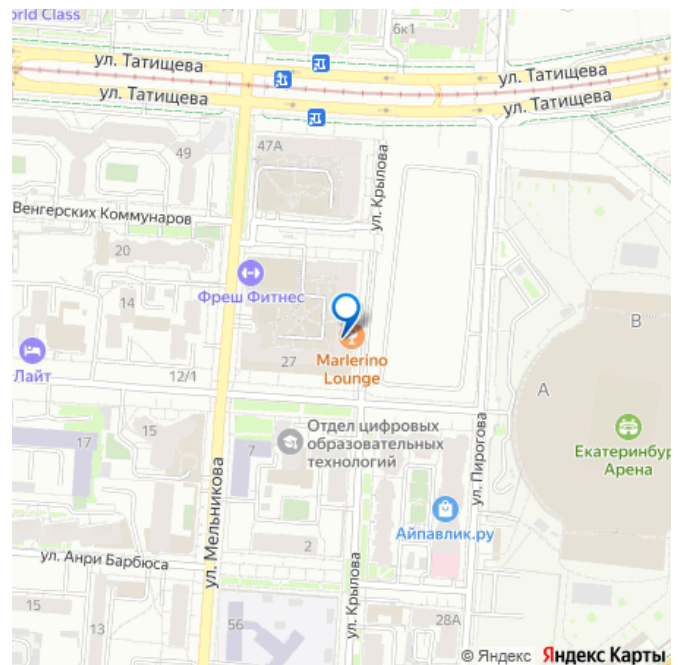 orld Class
6к1
ул. Татищева
ул. Татищева
ул. Татищева
ул. Татищева
47А
49
ул. Крылова
Венгерских Коммунаров
20
Фреш Фитнес
14
В
Marlerino
Lounge
27
Лайт
12/1
А
Отдел цифровых
образовательных
технологий
15
17
7
Екатеринбур
Арена
ул. Пирогова
ул. Мельникова
Айпавлик.ру
2
ул. Анри Барбюса
ул. Крылова
15
13
56
28А
© Яндекс Яндекс Карты